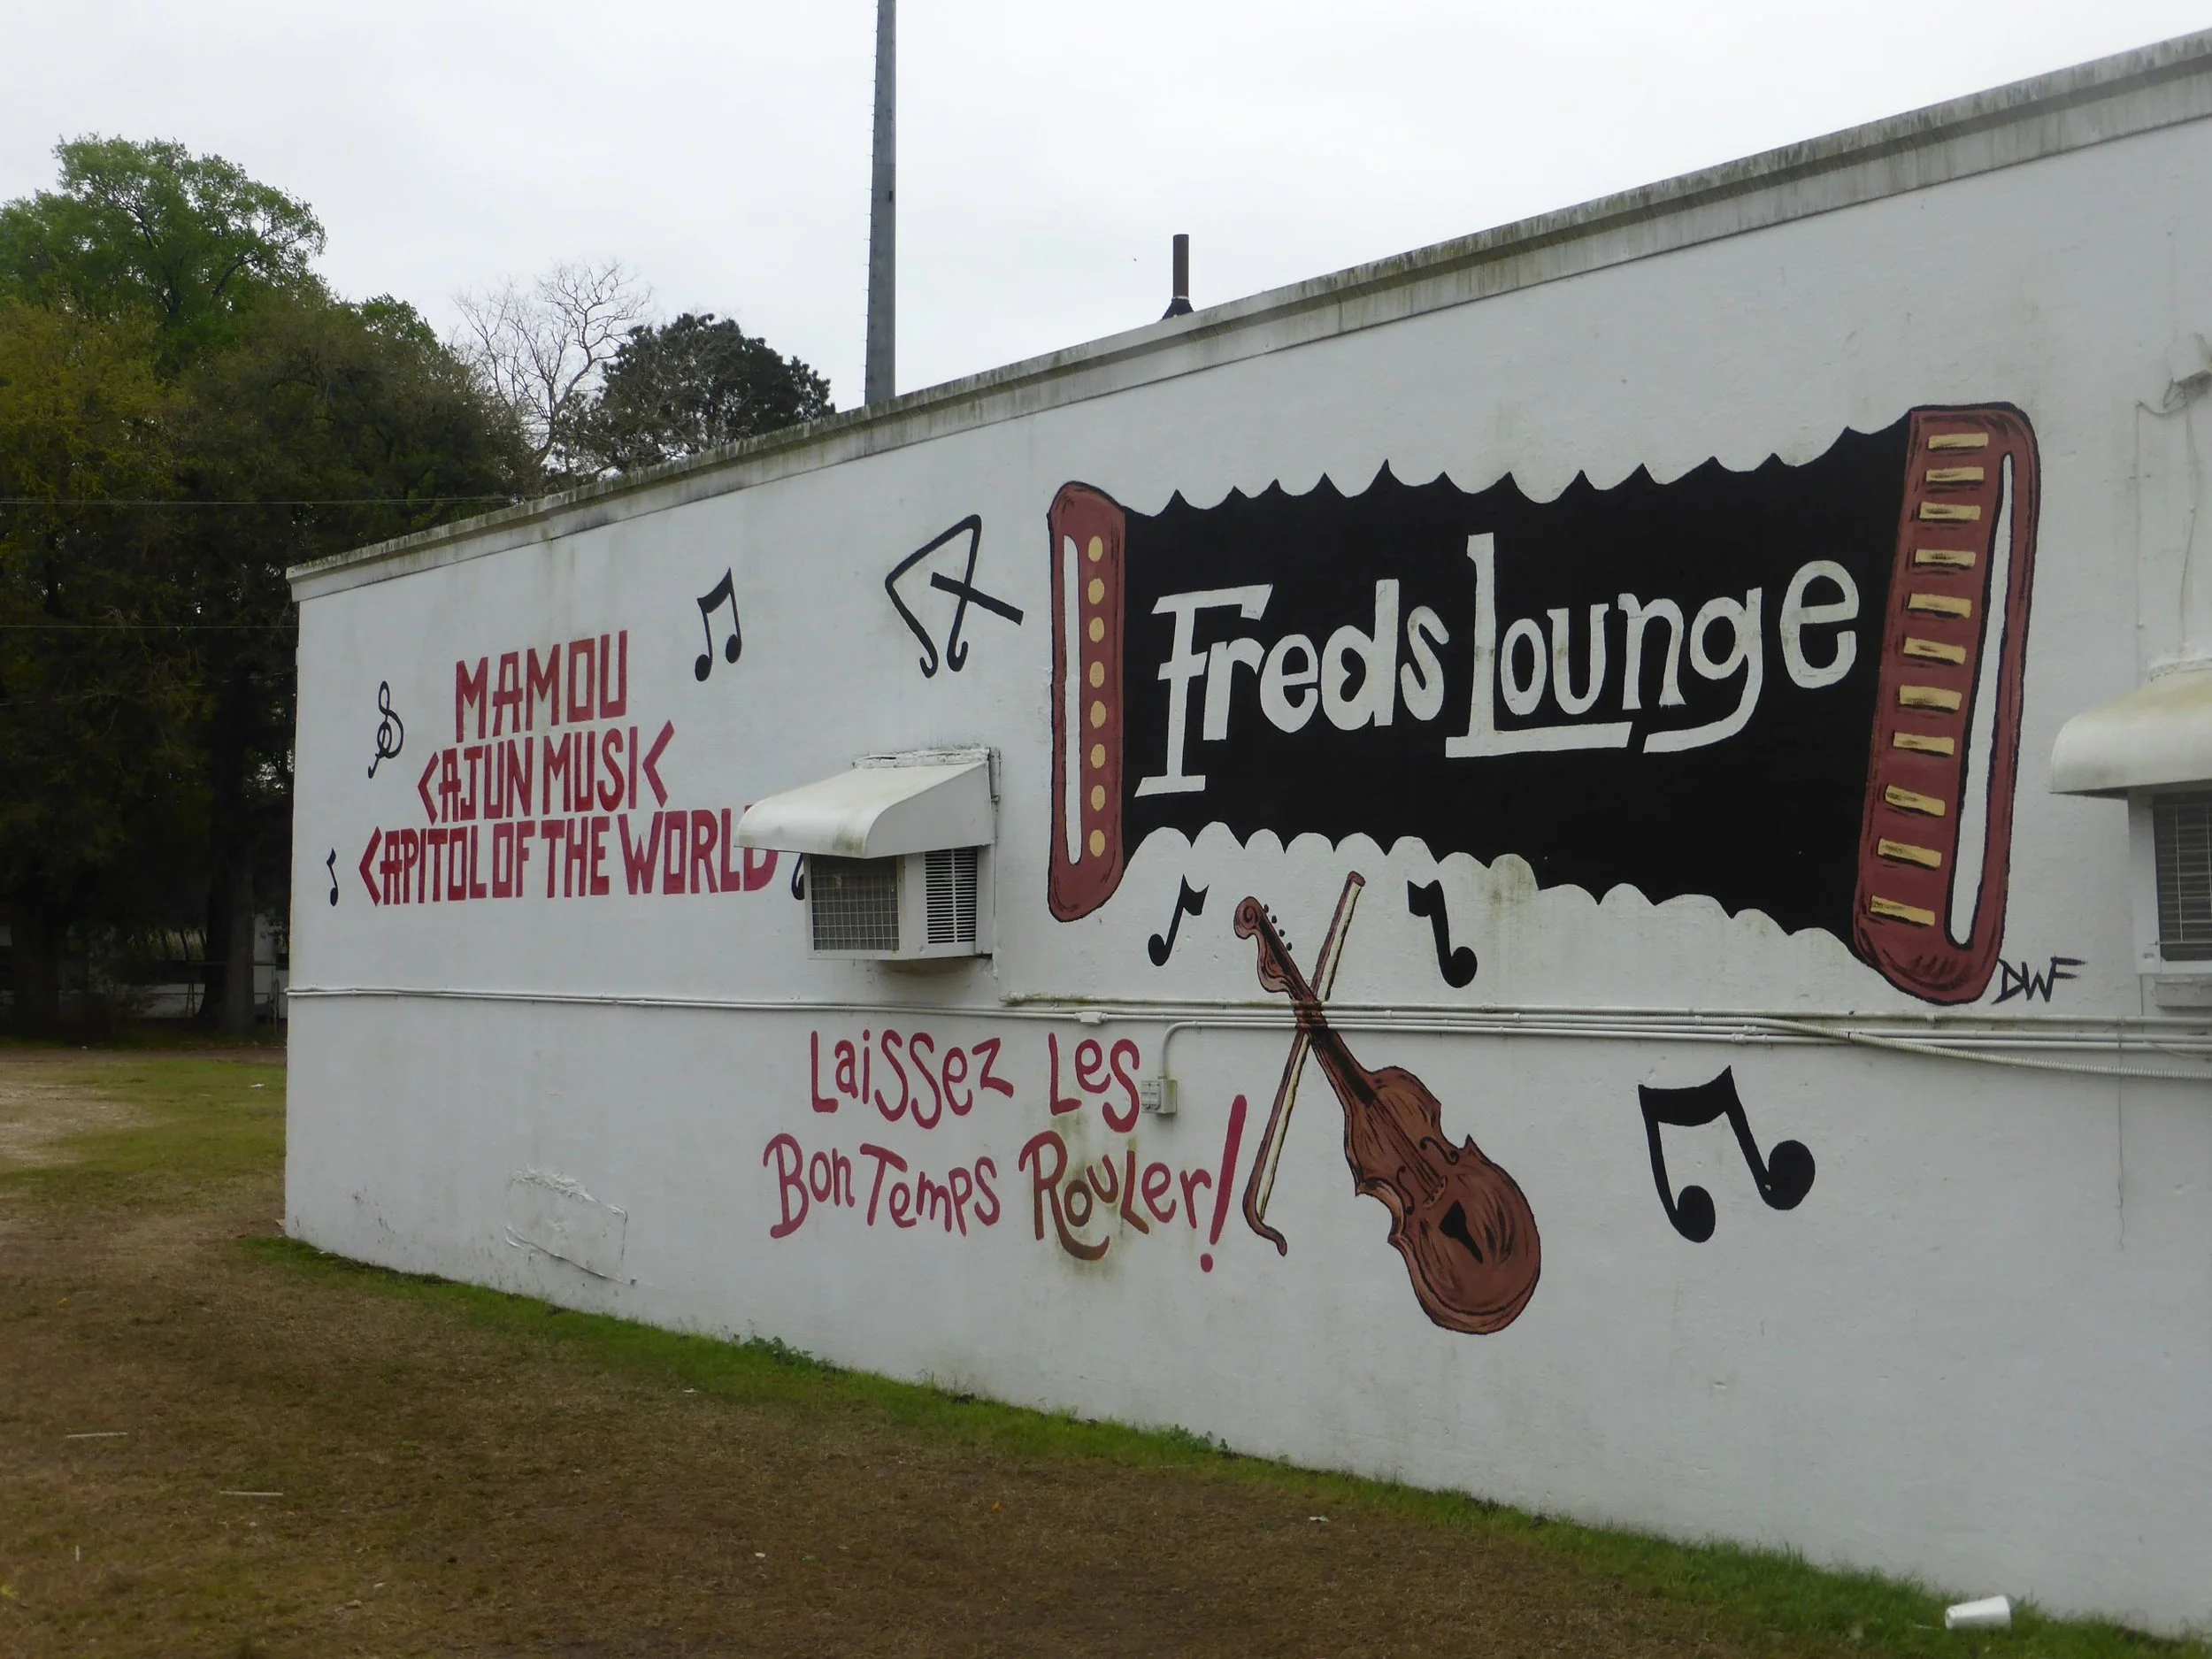 MAMOU
CAJUN MUSIC
CAPITOL OF THE WORLD
Freds Lounge
DWF
Laissez Les
Bon Temps Rouler!